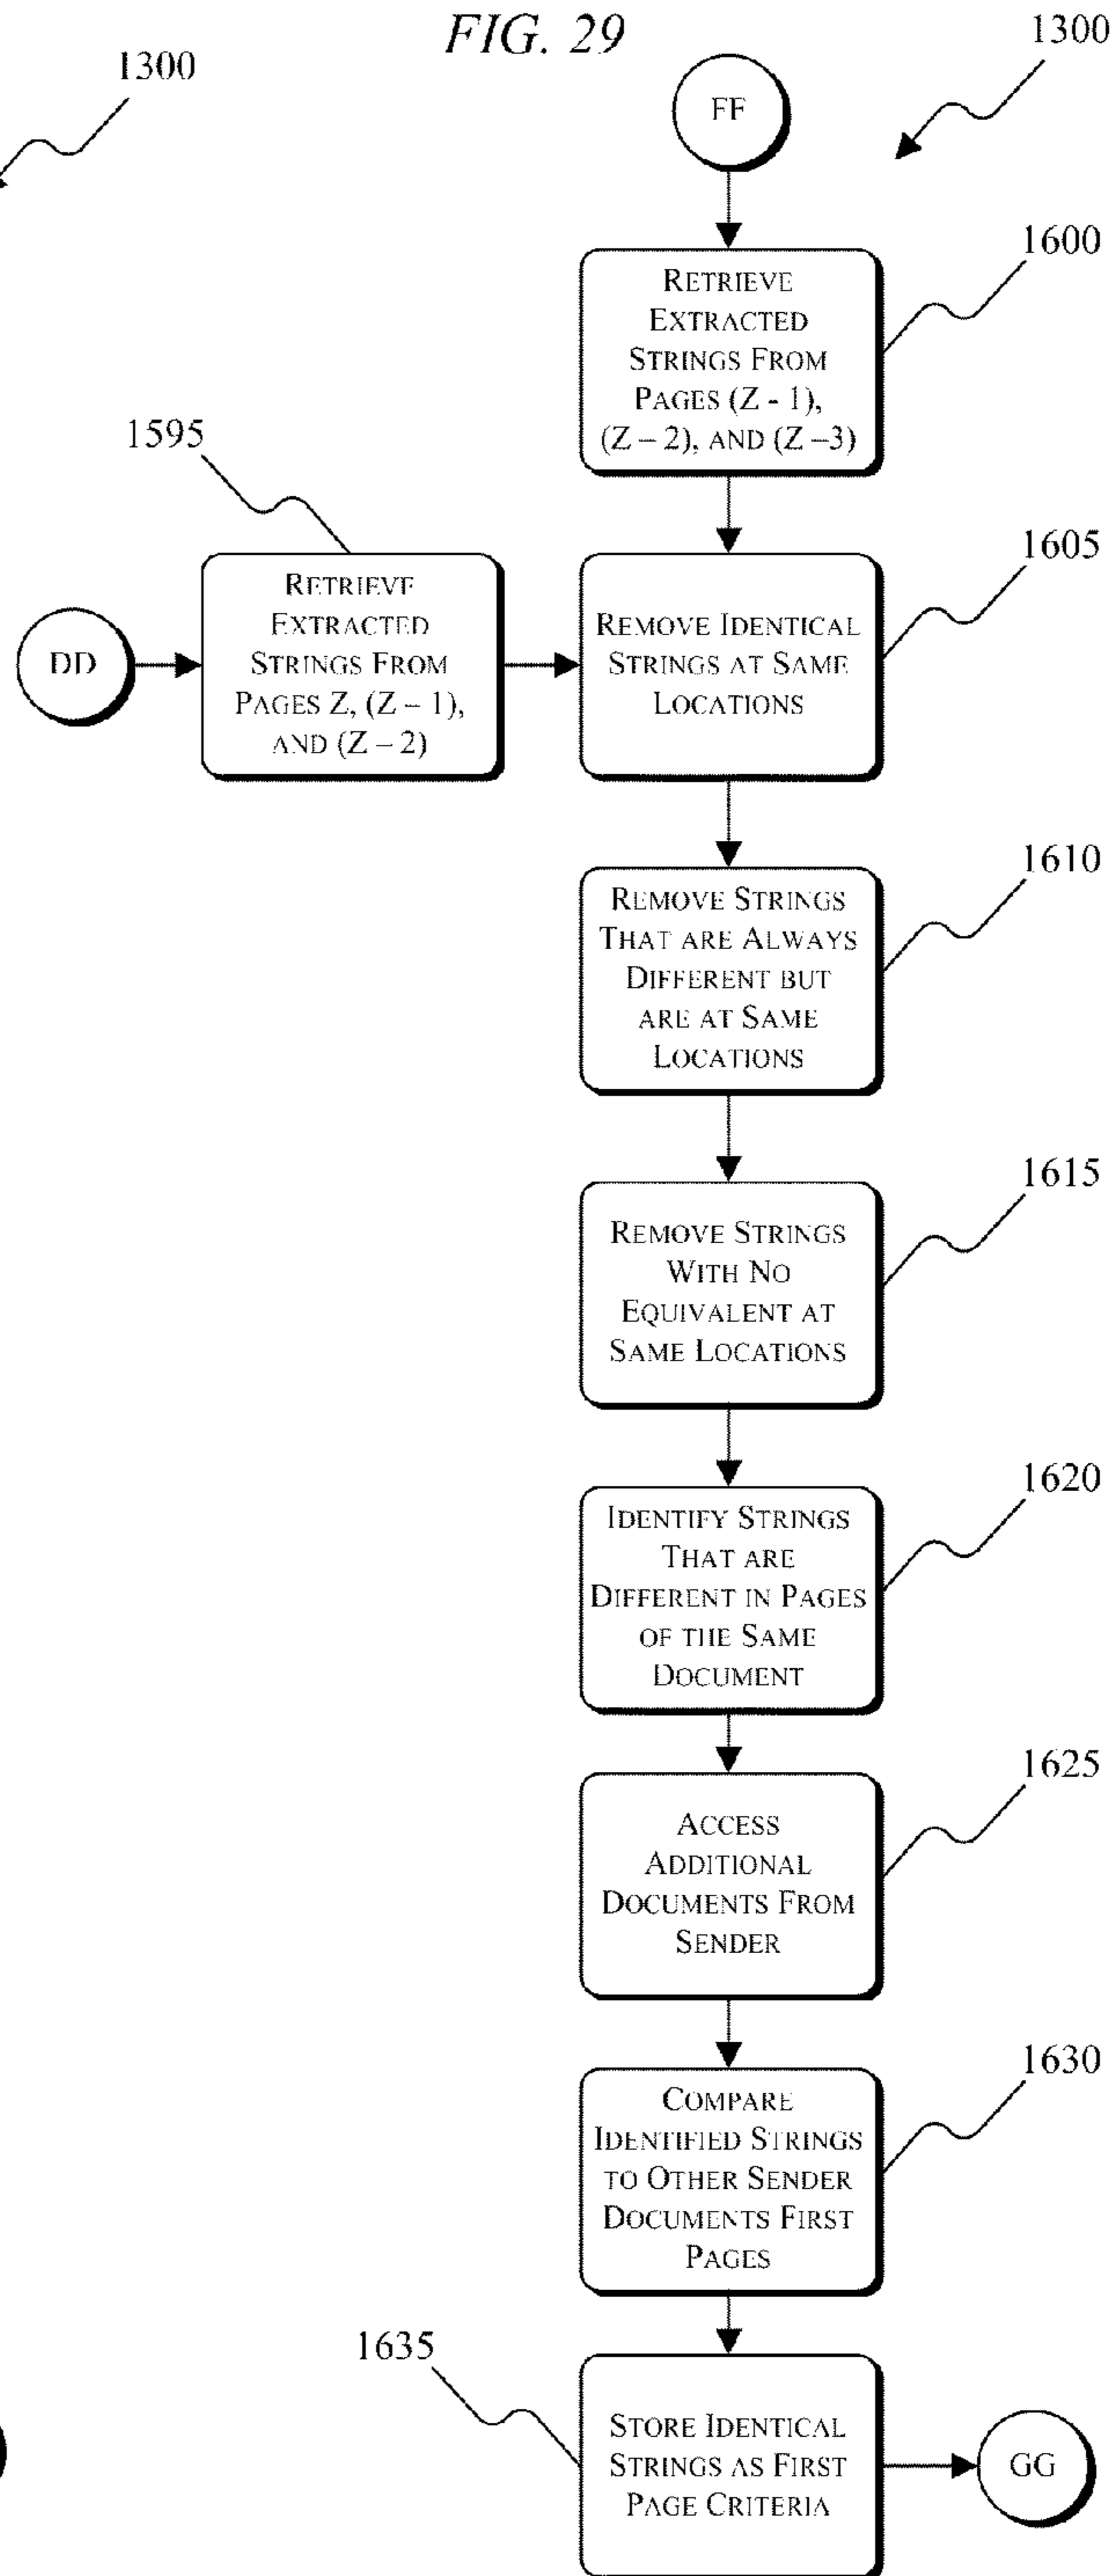 FIG. 29
1300
1300
FF
1600
RETRIEVE
EXTRACTED
STRINGS FROM
PAGES (Z - 1),
(Z – 2), AND (Z –3)
1595
1605
DD
RETRIEVE
EXTRACTED
STRINGS FROM
PAGES Z, (Z – 1),
AND (Z – 2)
REMOVE IDENTICAL
STRINGS AT SAME
LOCATIONS
1610
REMOVE STRINGS
THAT ARE ALWAYS
DIFFERENT BUT
ARE AT SAME
LOCATIONS
1615
REMOVE STRINGS
WITH NO
EQUIVALENT AT
SAME LOCATIONS
1620
IDENTIFY STRINGS
THAT ARE
DIFFERENT IN PAGES
OF THE SAME
DOCUMENT
1625
ACCESS
ADDITIONAL
DOCUMENTS FROM
SENDER
1630
COMPARE
IDENTIFIED STRINGS
TO OTHER SENDER
DOCUMENTS FIRST
PAGES
1635
STORE IDENTICAL
STRINGS AS FIRST
PAGE CRITERIA
GG